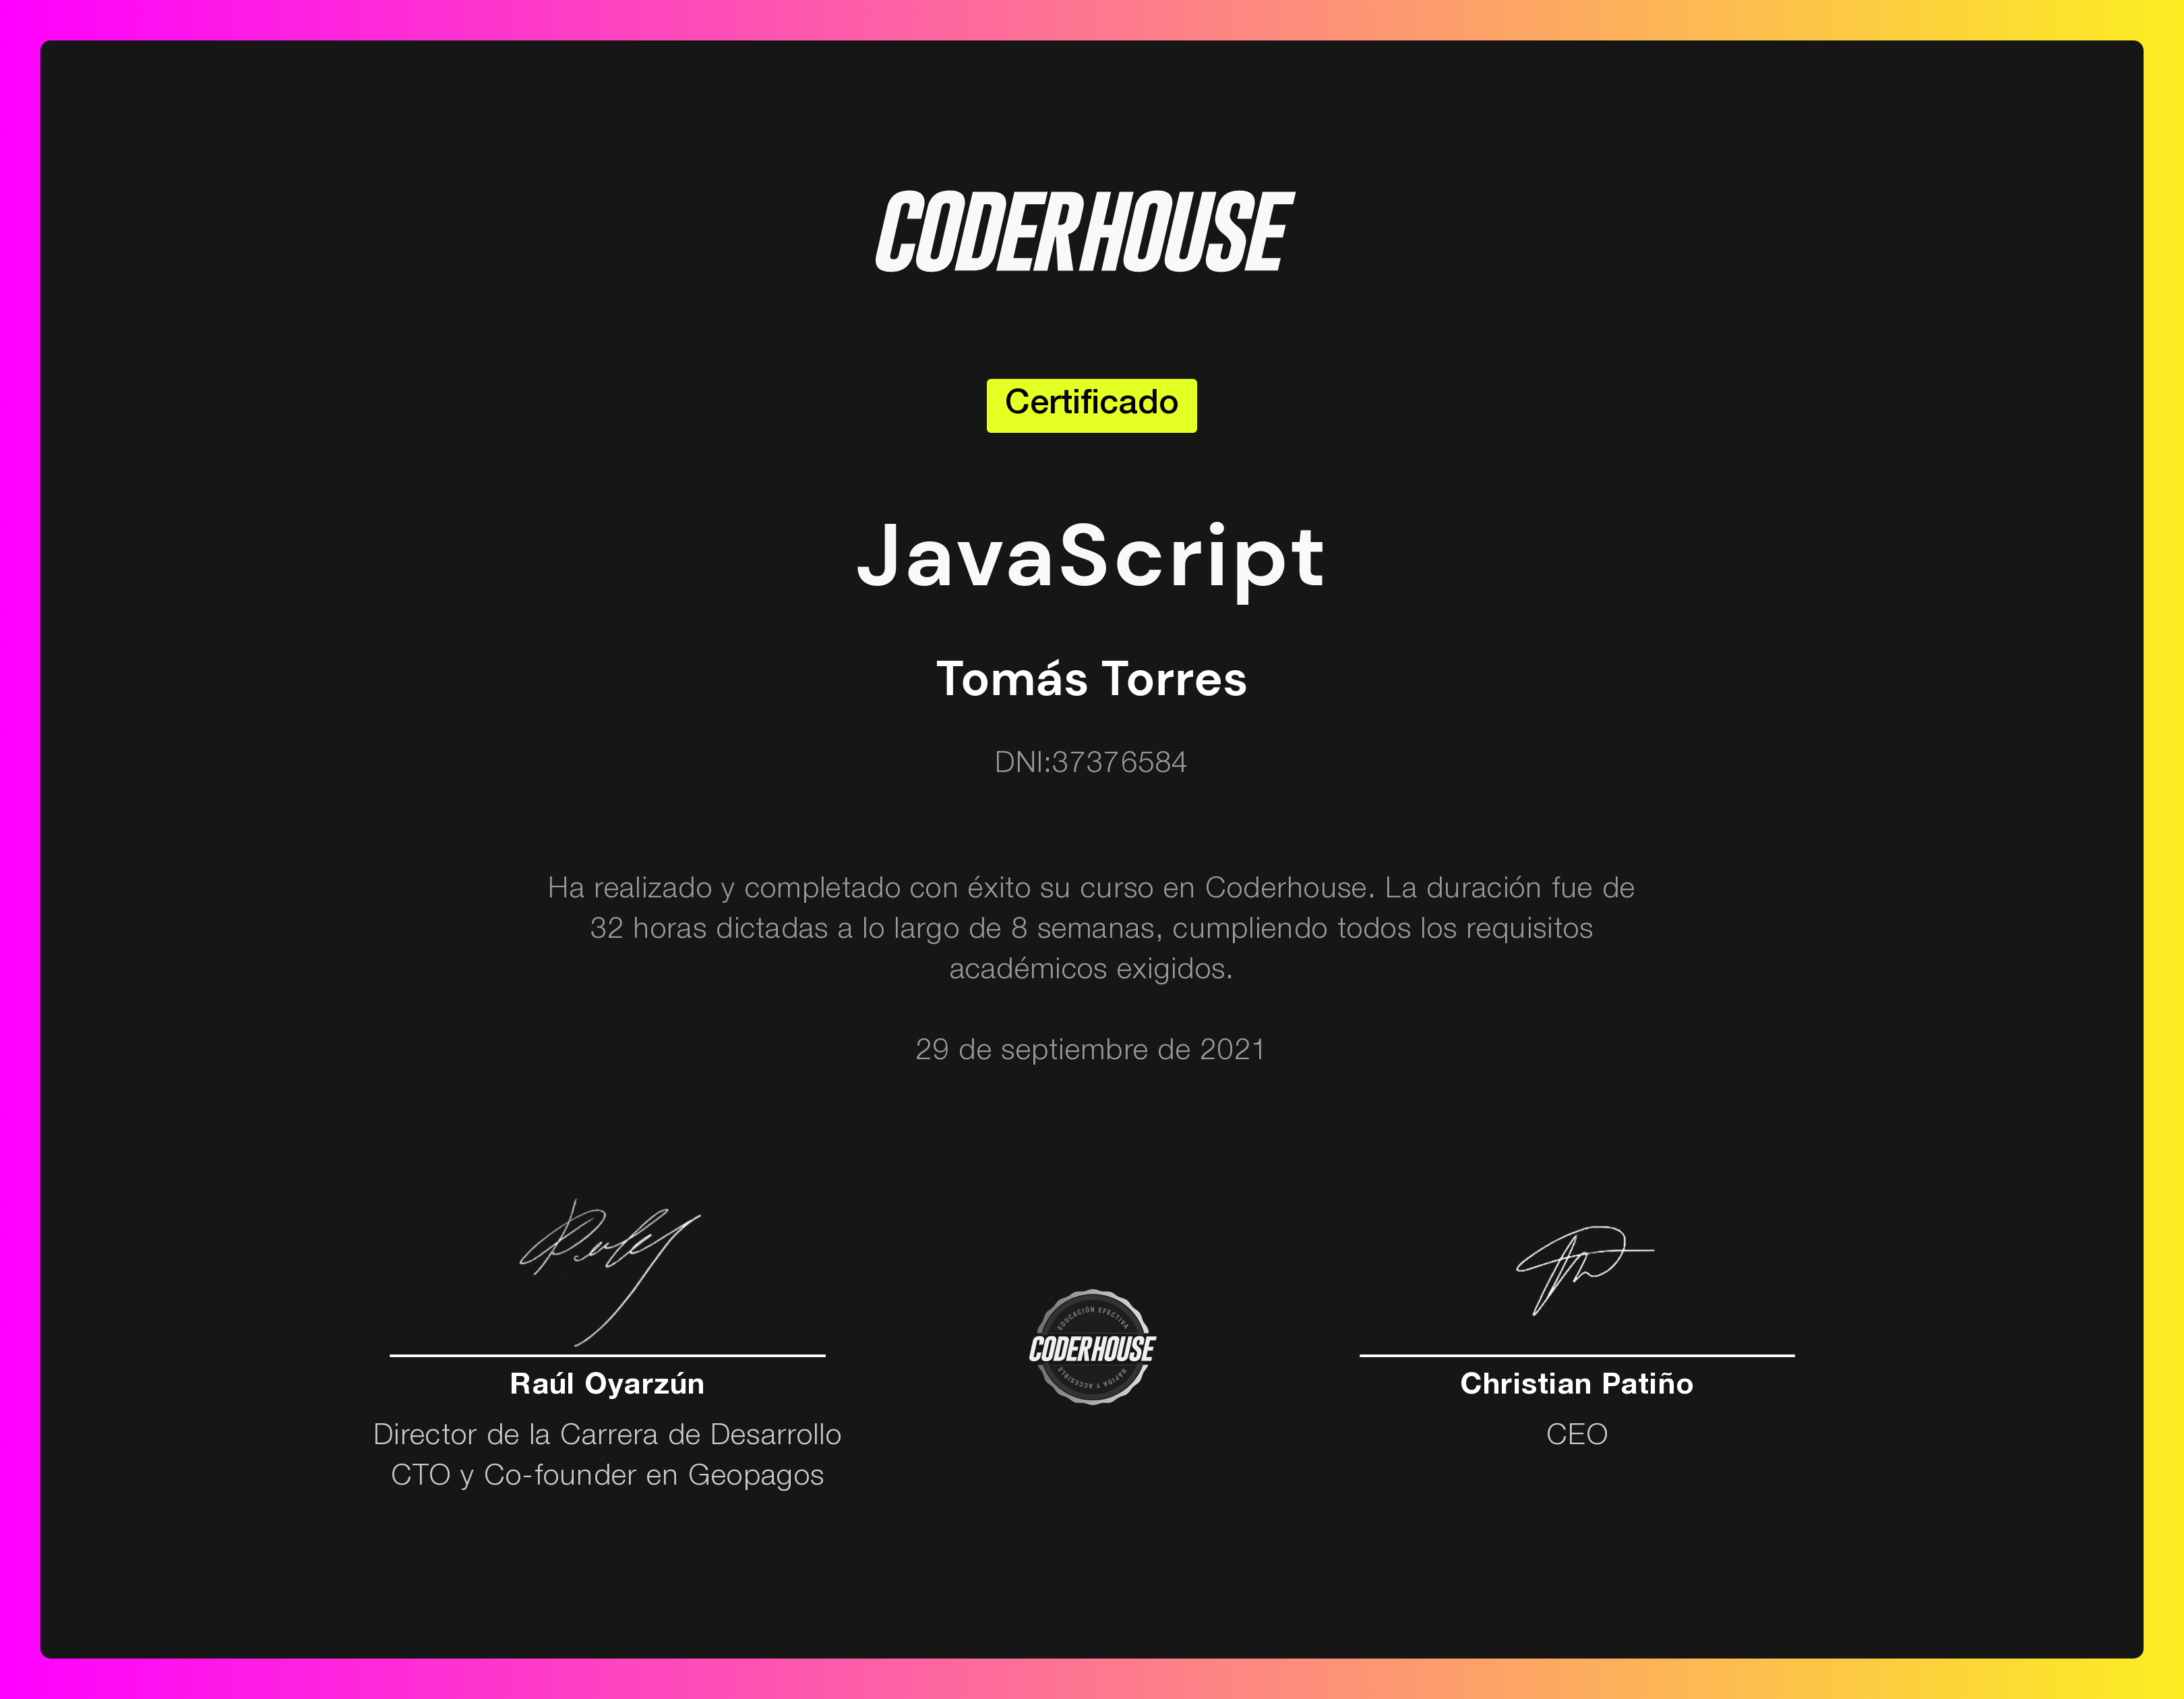 CODERHOUSE
Certificado
JavaScript
Tomás Torres
DNI:37376584
Ha realizado y completado con éxito su curso en Coderhouse. La duración fue de
32 horas dictadas a lo largo de 8 semanas, cumpliendo todos los requisitos
académicos exigidos.
29 de septiembre de 2021
Raúl Oyarzún
Director de la Carrera de Desarrollo
CTO y Co-founder en Geopagos
EDUCACIÓN EFECTIVA
CODERHOUSE
RÁPIDA Y ACCESIBLE
Christian Patiño
CEO